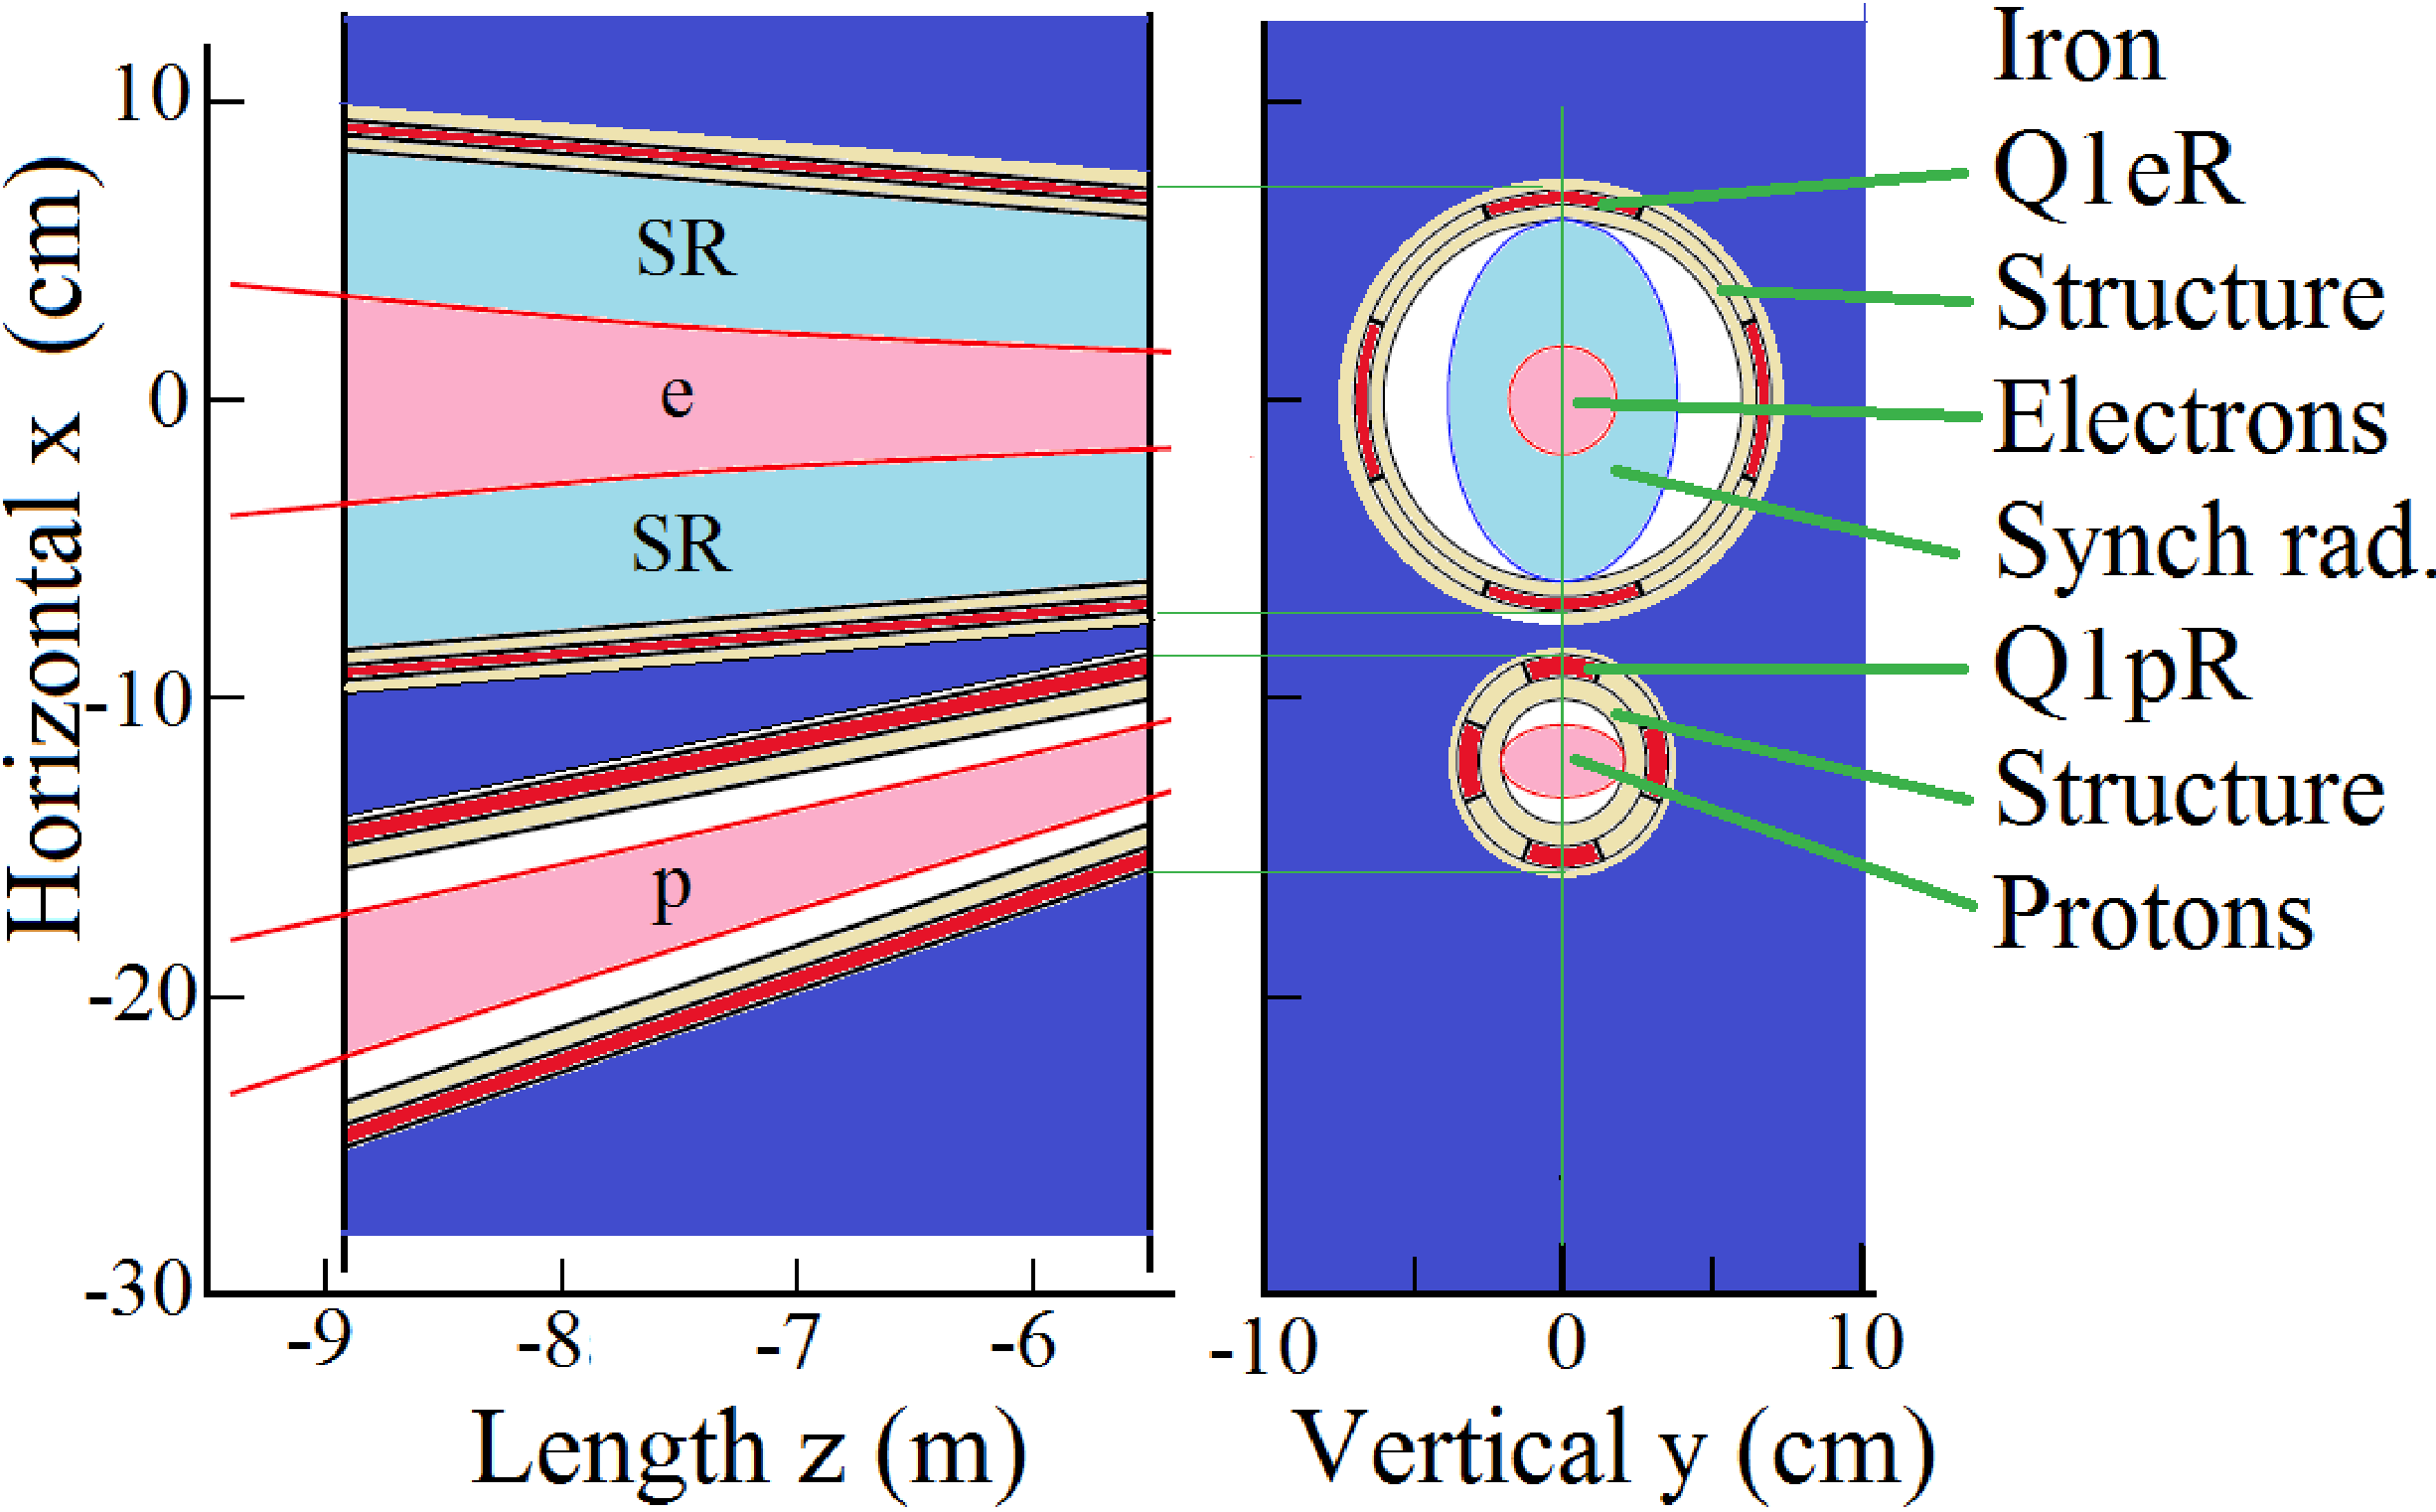 Horizontal x (cm)
10
0
-10
-20
-30
SR
e
SR
p
-9
-8
-7
-6
Length z (m)
-10
0
10
Vertical y (cm)
Iron
Q1eR
Structure
Electrons
Synch rad.
Q1pR
Structure
Protons